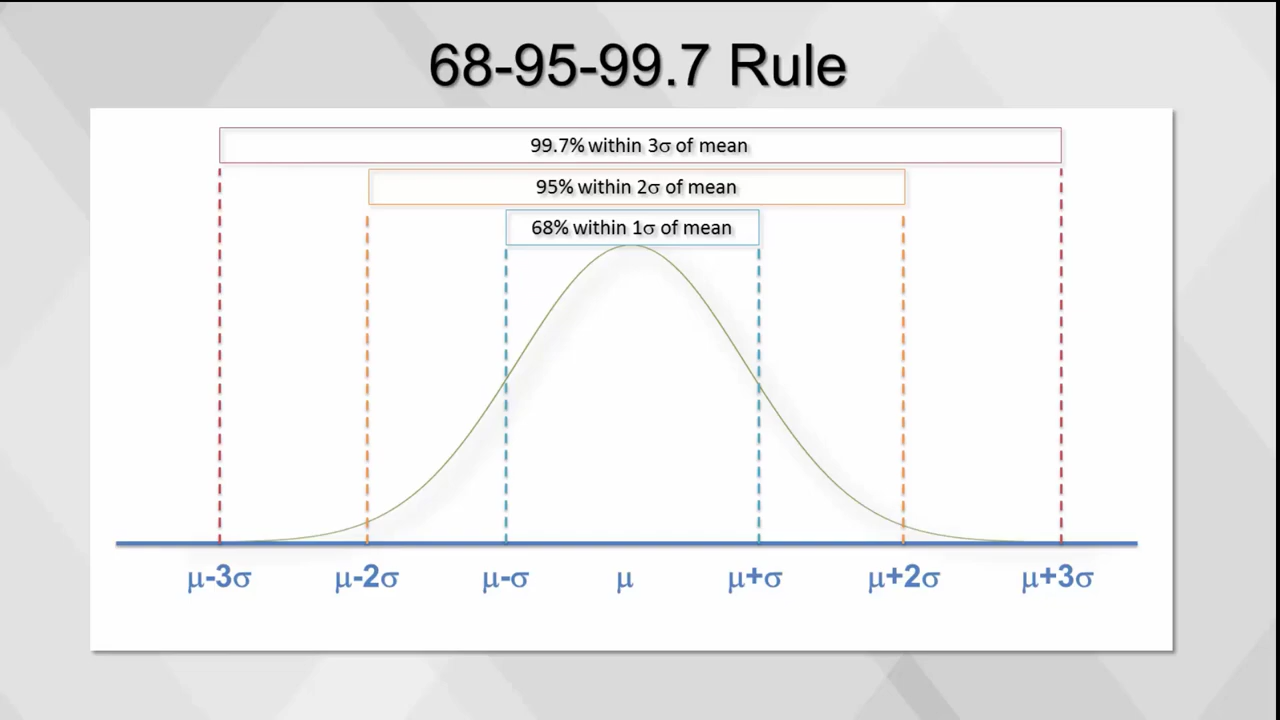 68-95-99.7 Rule
99.7% within 3σ of mean
95% within 2σ of mean
68% within 1σ of mean
μ-3σ μ-2σ μ-σ μ μ+σ μ+2σ μ+3σ